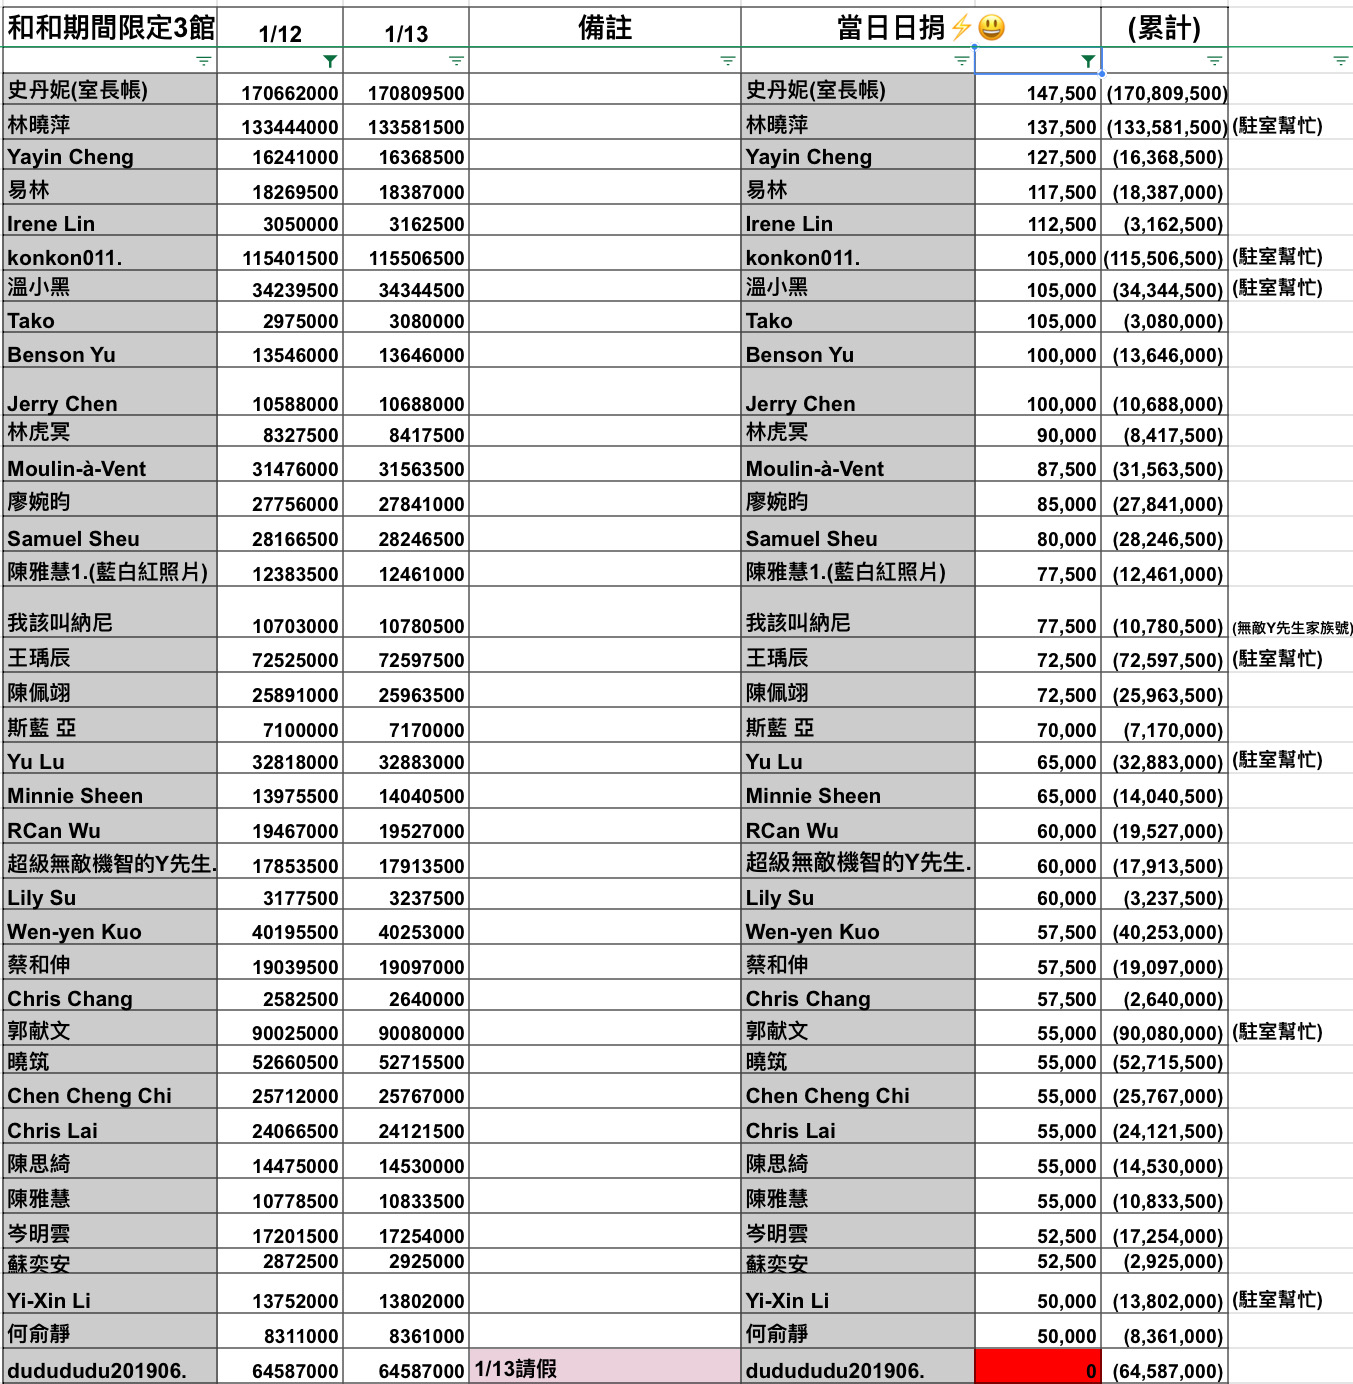 和和期間限定3館 1/12 1/13 備註 當日日捐⚡😃 (累計)
史丹妮(室長帳) 170662000 170809500 史丹妮(室長帳) 147,500 (170,809,500)
林曉萍 133444000 133581500 林曉萍 137,500 (133,581,500) (駐室幫忙)
Yayin Cheng 16241000 16368500 Yayin Cheng 127,500 (16,368,500)
易林 18269500 18387000 易林 117,500 (18,387,000)
Irene Lin 3050000 3162500 Irene Lin 112,500 (3,162,500)
konkon011. 115401500 115506500 konkon011. 105,000 (115,506,500) (駐室幫忙)
溫小黑 34239500 34344500 溫小黑 105,000 (34,344,500) (駐室幫忙)
Tako 2975000 3080000 Tako 105,000 (3,080,000)
Benson Yu 13546000 13646000 Benson Yu 100,000 (13,646,000)
Jerry Chen 10588000 10688000 Jerry Chen 100,000 (10,688,000)
林虎冥 8327500 8417500 林虎冥 90,000 (8,417,500)
Moulin-à-Vent 31476000 31563500 Moulin-à-Vent 87,500 (31,563,500)
廖婉昀 27756000 27841000 廖婉昀 85,000 (27,841,000)
Samuel Sheu 28166500 28246500 Samuel Sheu 80,000 (28,246,500)
陳雅慧1.(藍白紅照片) 12383500 12461000 陳雅慧1.(藍白紅照片) 77,500 (12,461,000)
我該叫納尼 10703000 10780500 我該叫納尼 77,500 (10,780,500) (無敵Y先生家族號)
王瑀辰 72525000 72597500 王瑀辰 72,500 (72,597,500) (駐室幫忙)
陳佩翊 25891000 25963500 陳佩翊 72,500 (25,963,500)
斯藍 亞 7100000 7170000 斯藍 亞 70,000 (7,170,000)
Yu Lu 32818000 32883000 Yu Lu 65,000 (32,883,000) (駐室幫忙)
Minnie Sheen 13975500 14040500 Minnie Sheen 65,000 (14,040,500)
RCan Wu 19467000 19527000 RCan Wu 60,000 (19,527,000)
超級無敵機智的Y先生. 17853500 17913500 超級無敵機智的Y先生. 60,000 (17,913,500)
Lily Su 3177500 3237500 Lily Su 60,000 (3,237,500)
Wen-yen Kuo 40195500 40253000 Wen-yen Kuo 57,500 (40,253,000)
蔡和伸 19039500 19097000 蔡和伸 57,500 (19,097,000)
Chris Chang 2582500 2640000 Chris Chang 57,500 (2,640,000)
郭献文 90025000 90080000 郭献文 55,000 (90,080,000) (駐室幫忙)
曉筑 52660500 52715500 曉筑 55,000 (52,715,500)
Chen Cheng Chi 25712000 25767000 Chen Cheng Chi 55,000 (25,767,000)
Chris Lai 24066500 24121500 Chris Lai 55,000 (24,121,500)
陳思綺 14475000 14530000 陳思綺 55,000 (14,530,000)
陳雅慧 10778500 10833500 陳雅慧 55,000 (10,833,500)
岑明雲 17201500 17254000 岑明雲 52,500 (17,254,000)
蘇奕安 2872500 2925000 蘇奕安 52,500 (2,925,000)
Yi-Xin Li 13752000 13802000 Yi-Xin Li 50,000 (13,802,000) (駐室幫忙)
何俞靜 8311000 8361000 何俞靜 50,000 (8,361,000)
dudududu201906. 64587000 64587000 1/13請假 dudududu201906. 0 (64,587,000)